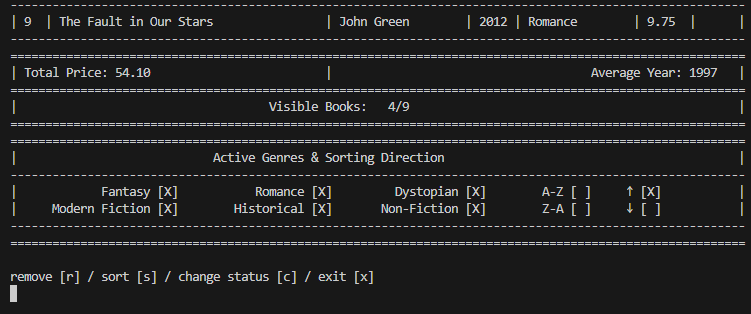 | 9 | The Fault in Our Stars | John Green | 2012 | Romance | 9.75 | |
| Total Price: 54.10 | Average Year: 1997 |
| Visible Books: 4/9 |
| Active Genres & Sorting Direction |
| Fantasy [X] Romance [X] Dystopian [X] A-Z [ ] ↑ [X] |
| Modern Fiction [X] Historical [X] Non-Fiction [X] Z-A [ ] ↓ [ ] |
remove [r] / sort [s] / change status [c] / exit [x]